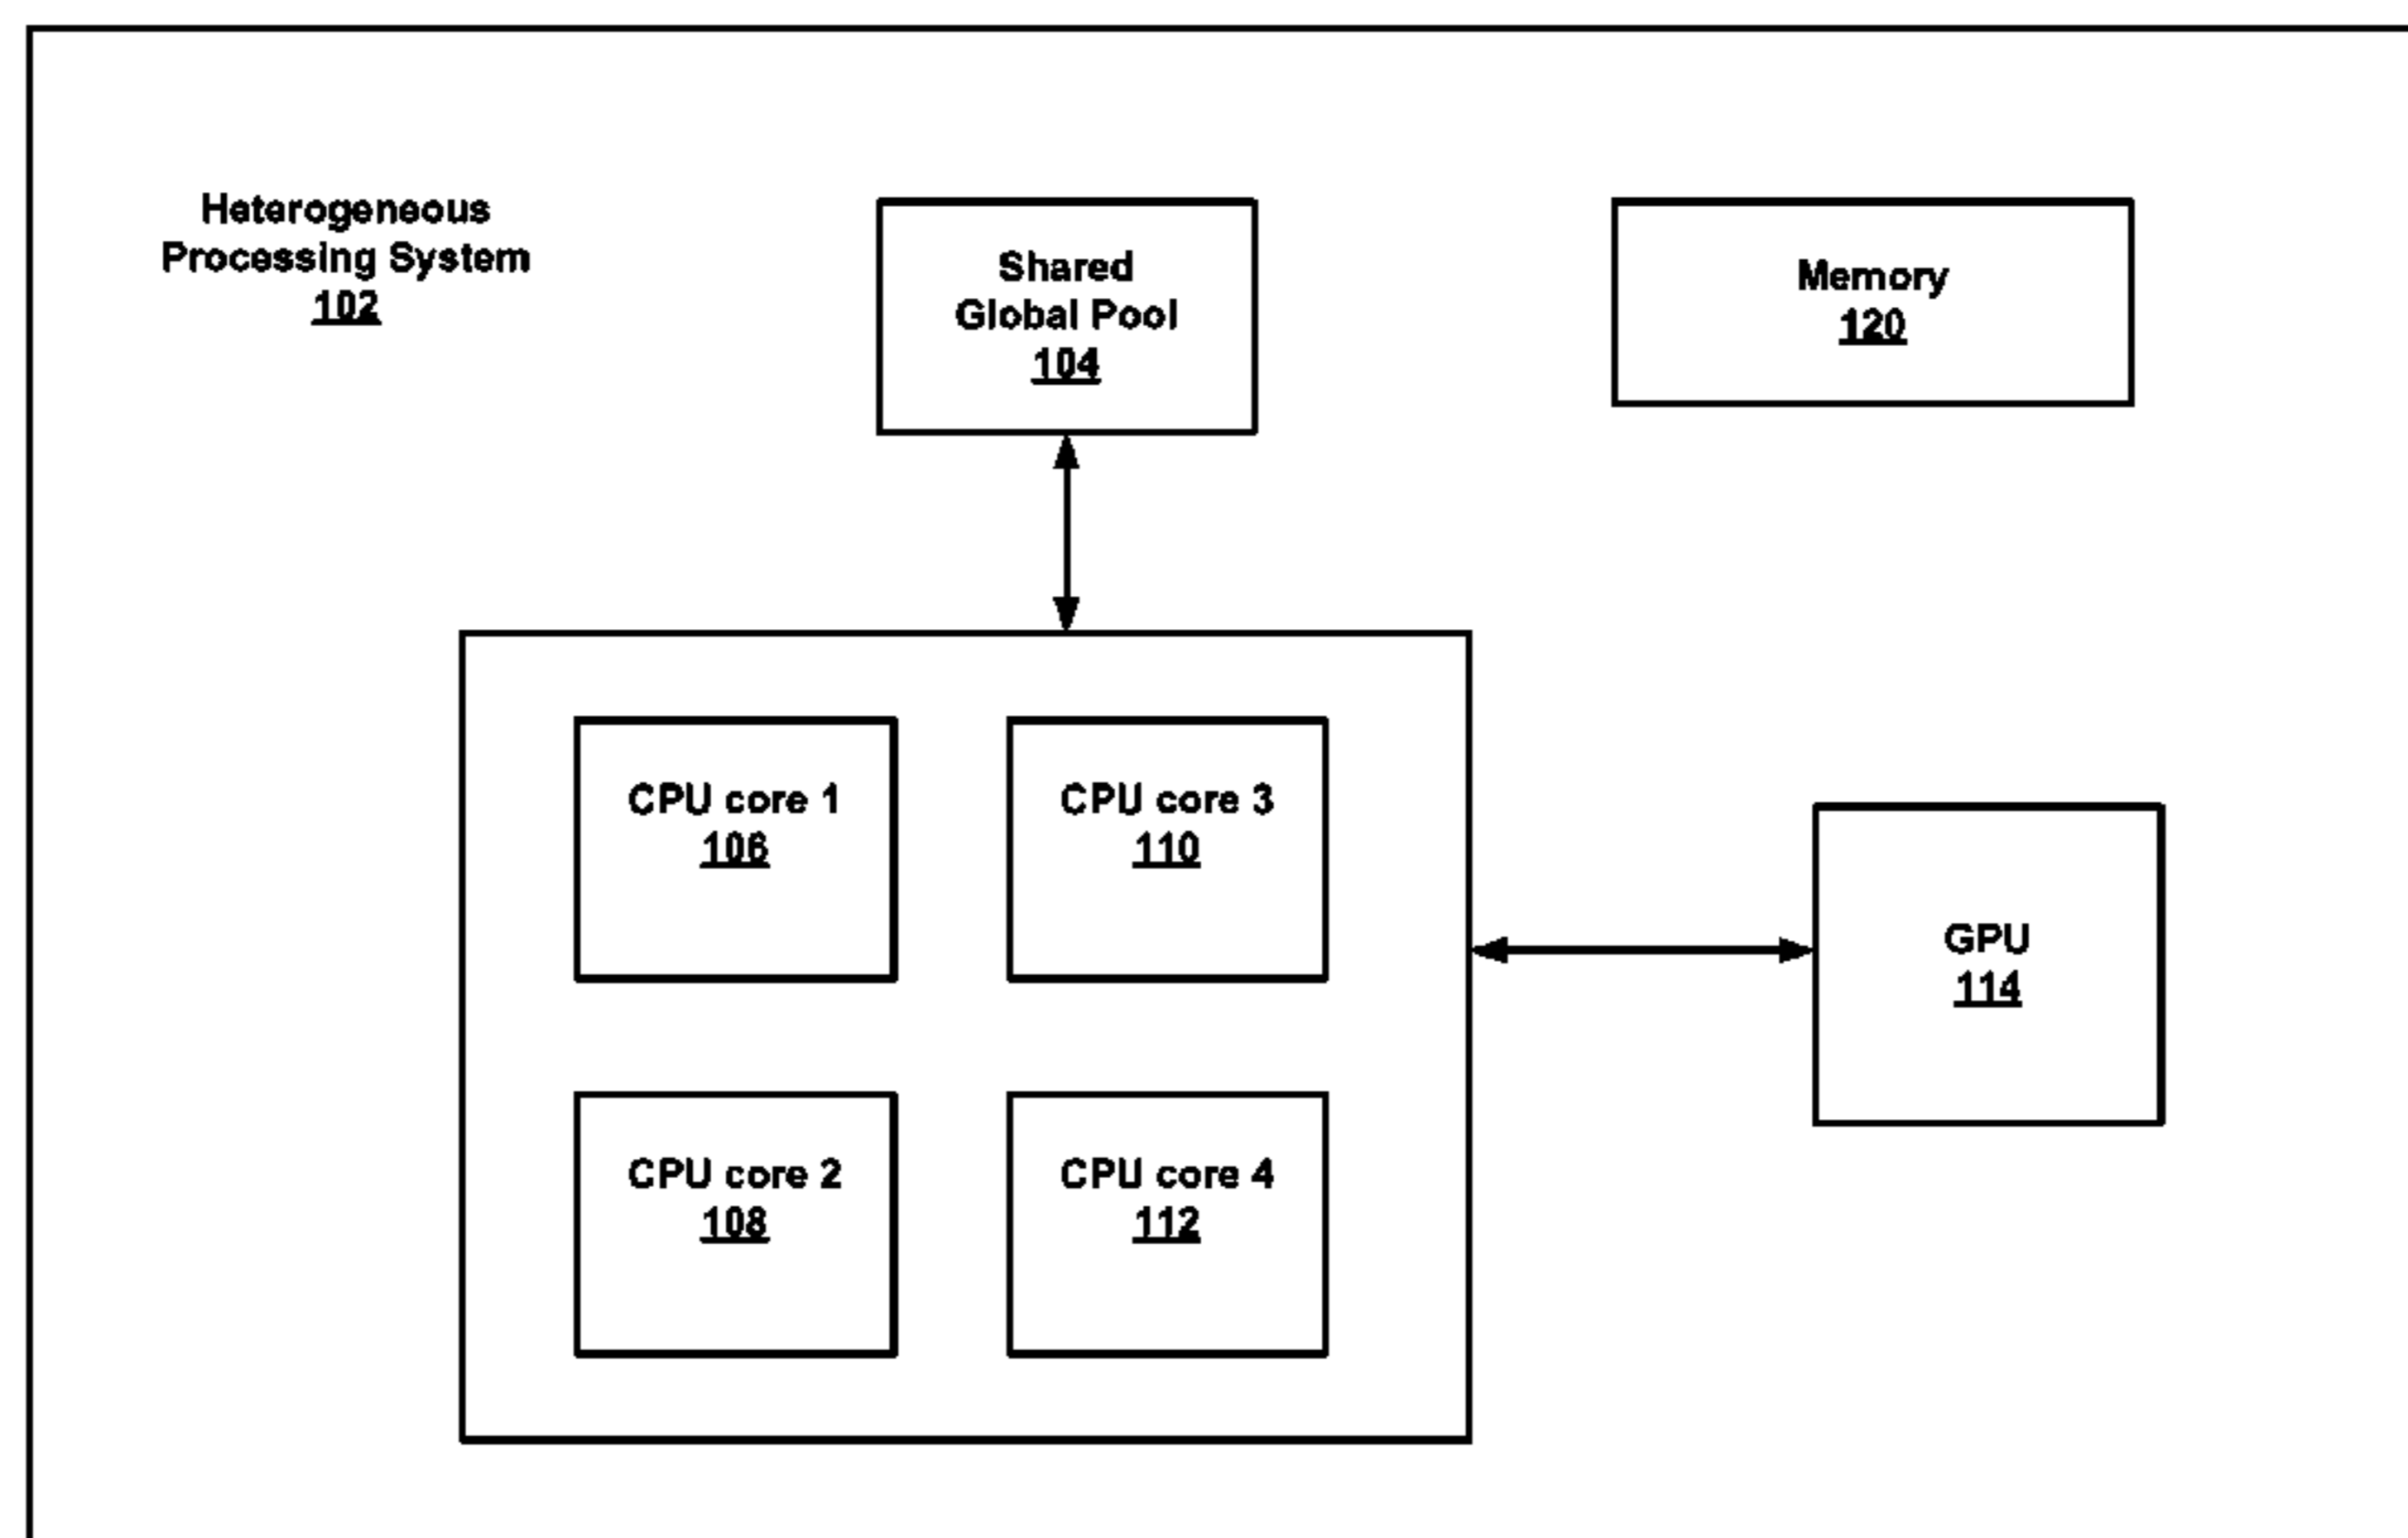 Heterogeneous
Processing System
102
Shared
Global Pool
104
Memory
120
CPU core 1
106
CPU core 3
110
CPU core 2
108
CPU core 4
112
GPU
114